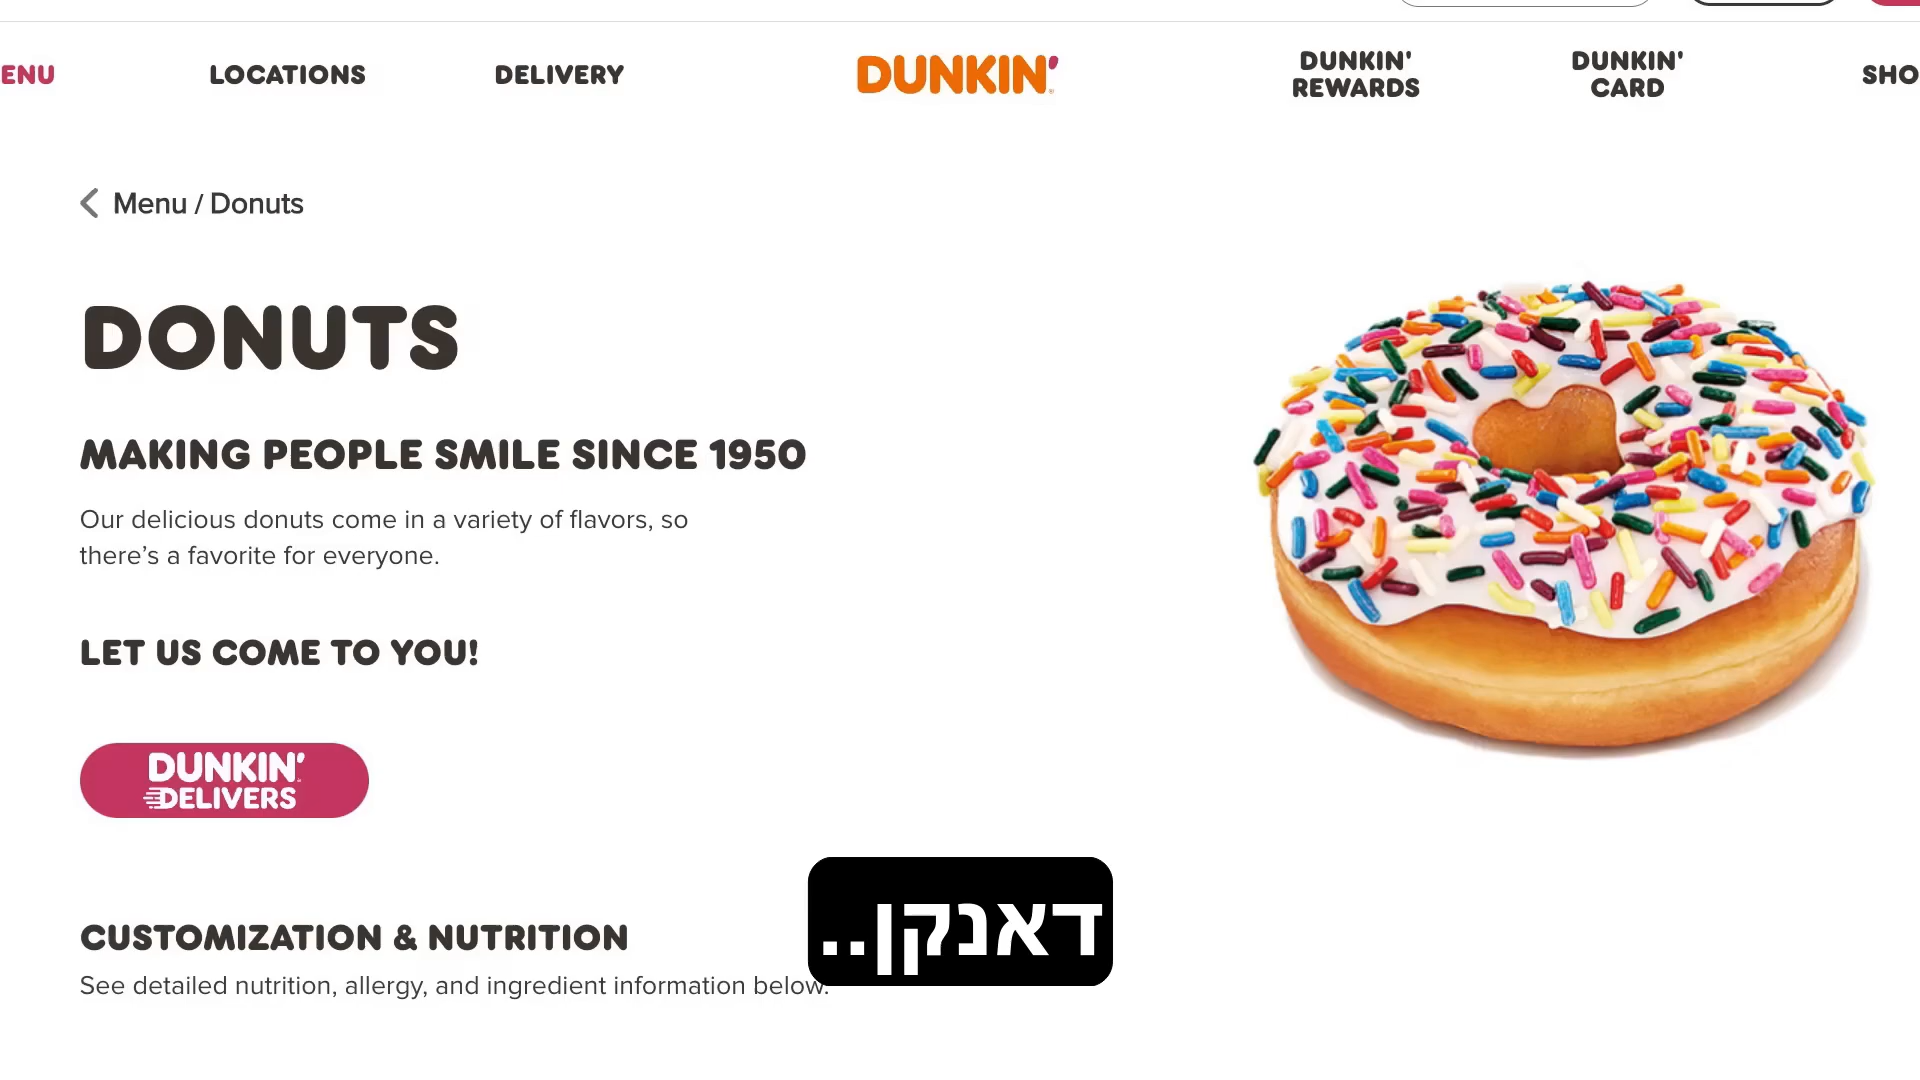 ENU
LOCATIONS
DELIVERY
DUNKIN'
DUNKIN'
REWARDS
DUNKIN'
CARD
SHO
Menu / Donuts
DONUTS
MAKING PEOPLE SMILE SINCE 1950
Our delicious donuts come in a variety of flavors, so
there’s a favorite for everyone.
LET US COME TO YOU!
DUNKIN'
DELIVERS
CUSTOMIZATION & NUTRITION
See detailed nutrition, allergy, and ingredient information below.
דאנקן..